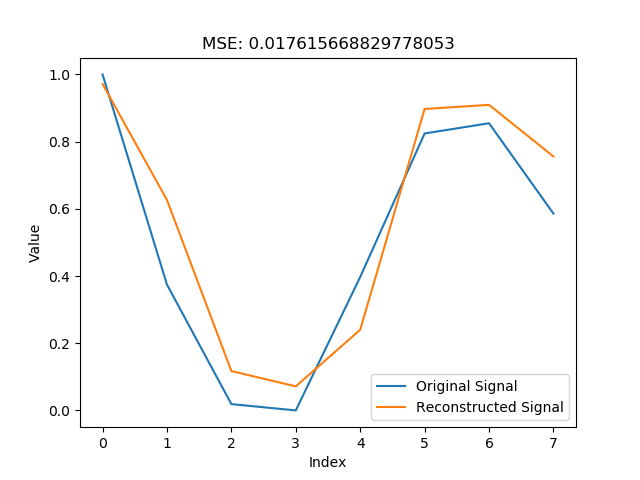 MSE: 0.017615668829778053
1.0
0.8
0.6
0.4
0.2
0.0
Value
0 1 2 3 4 5 6 7
Index
Original Signal
Reconstructed Signal